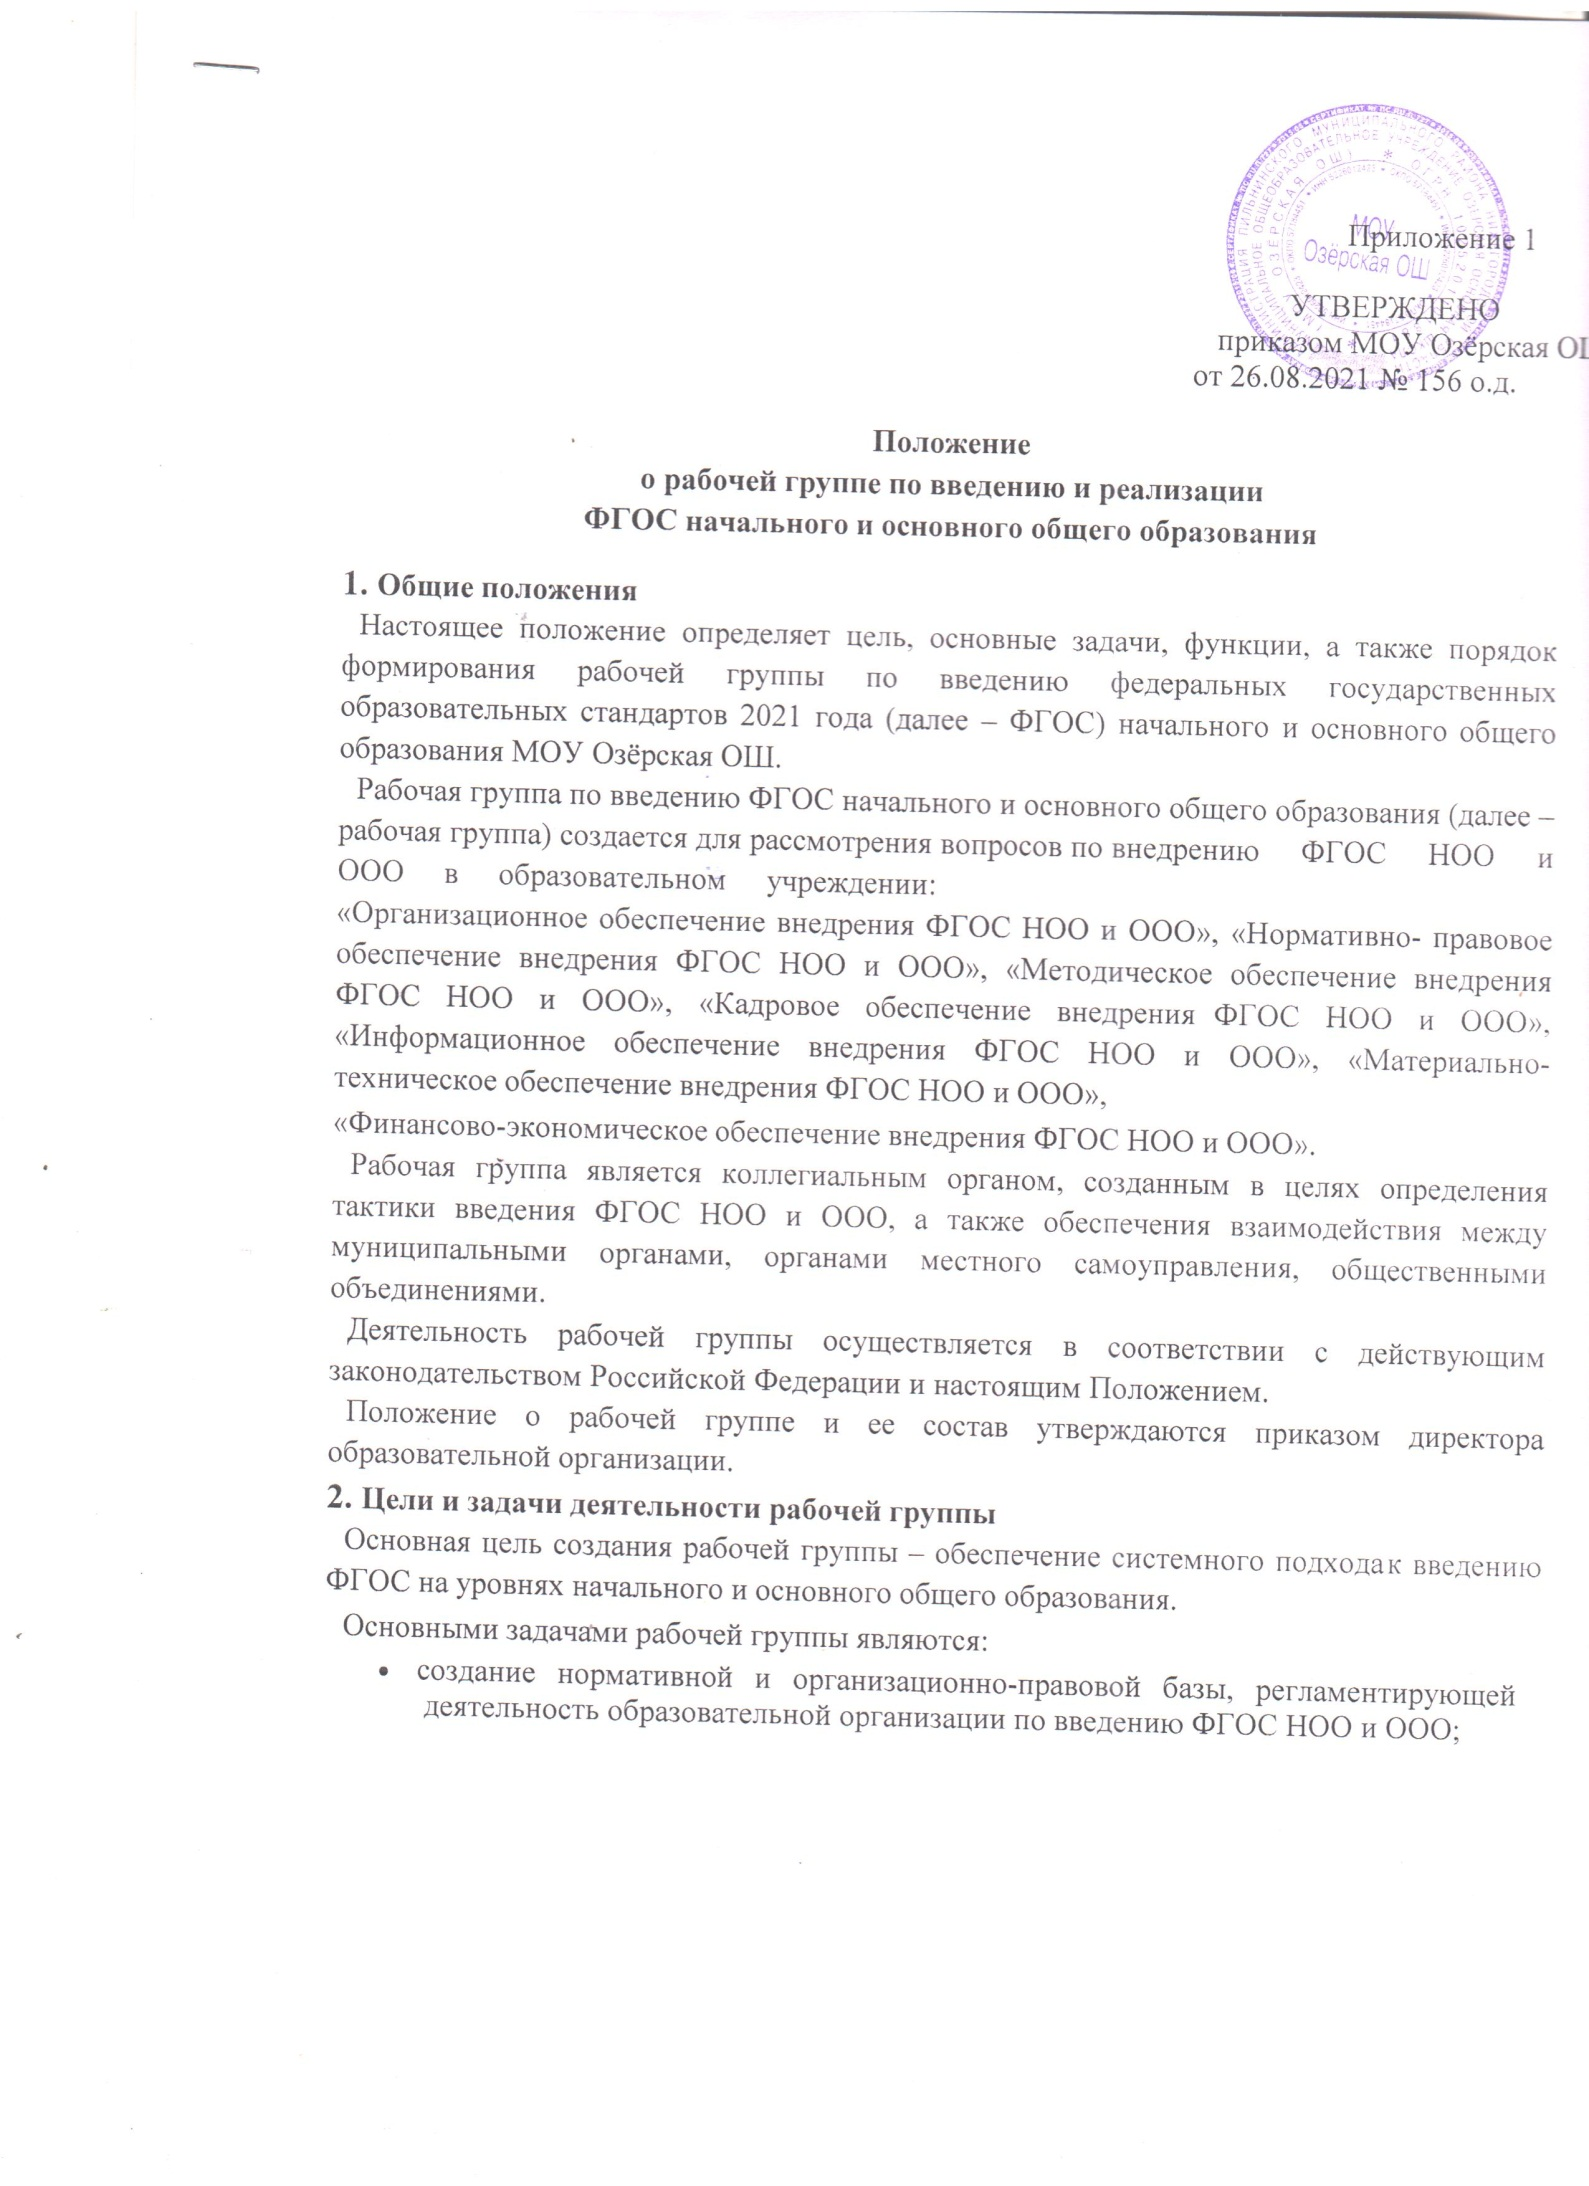 МОУ
Озёрская ОШ
Приложение 1
УТВЕРЖДЕНО
приказом МОУ Озёрская ОШ
от 26.08.2021 № 156 о.д.
Положение
о рабочей группе по введению и реализации
ФГОС начального и основного общего образования
1. Общие положения
Настоящее положение определяет цель, основные задачи, функции, а также порядок
формирования рабочей группы по введению федеральных государственных
образовательных стандартов 2021 года (далее – ФГОС) начального и основного общего
образования МОУ Озёрская ОШ.
Рабочая группа по введению ФГОС начального и основного общего образования (далее –
рабочая группа) создается для рассмотрения вопросов по внедрению ФГОС НОО и
ООО в образовательном учреждении:
«Организационное обеспечение внедрения ФГОС НОО и ООО», «Нормативно- правовое
обеспечение внедрения ФГОС НОО и ООО», «Методическое обеспечение внедрения
ФГОС НОО и ООО», «Кадровое обеспечение внедрения ФГОС НОО и ООО»,
«Информационное обеспечение внедрения ФГОС НОО и ООО», «Материально-
техническое обеспечение внедрения ФГОС НОО и ООО»,
«Финансово-экономическое обеспечение внедрения ФГОС НОО и ООО».
Рабочая группа является коллегиальным органом, созданным в целях определения
тактики введения ФГОС НОО и ООО, а также обеспечения взаимодействия между
муниципальными органами, органами местного самоуправления, общественными
объединениями.
Деятельность рабочей группы осуществляется в соответствии с действующим
законодательством Российской Федерации и настоящим Положением.
Положение о рабочей группе и ее состав утверждаются приказом директора
образовательной организации.
2. Цели и задачи деятельности рабочей группы
Основная цель создания рабочей группы – обеспечение системного подхода к введению
ФГОС на уровнях начального и основного общего образования.
Основными задачами рабочей группы являются:
• создание нормативной и организационно-правовой базы, регламентирующей
деятельность образовательной организации по введению ФГОС НОО и ООО;